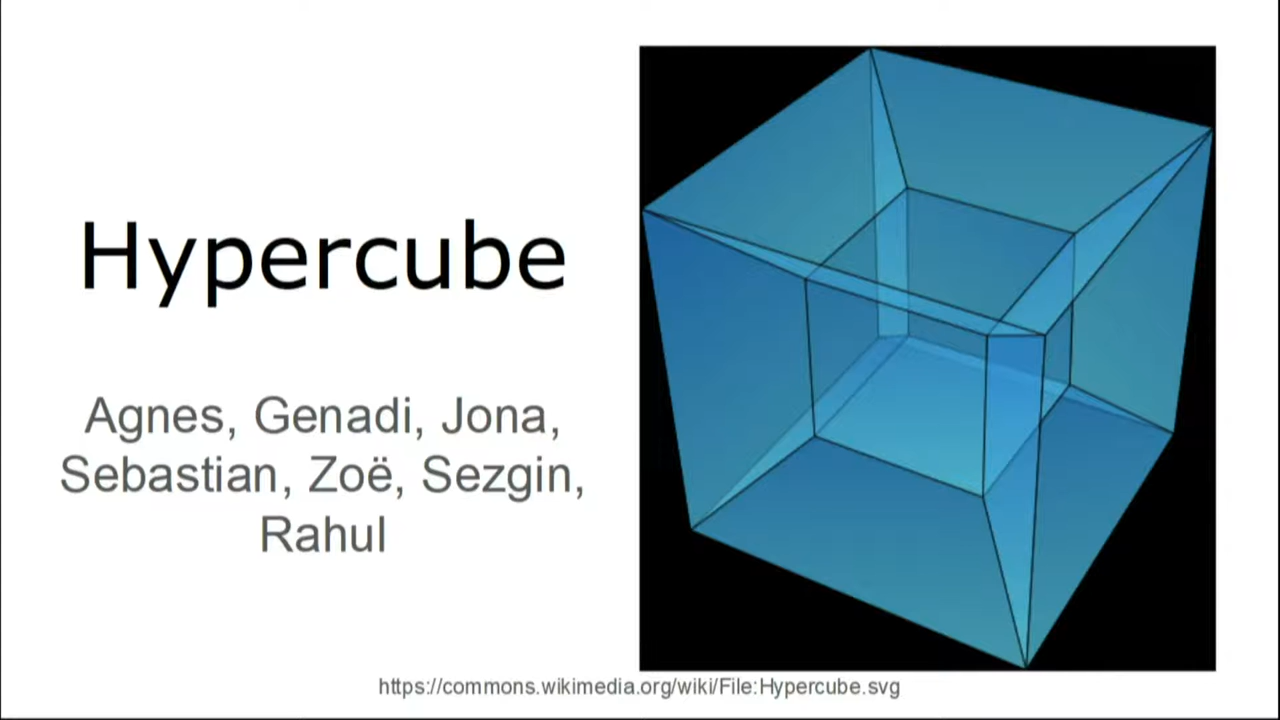 Hypercube
Agnes, Genadi, Jona,
Sebastian, Zoë, Sezgin,
Rahul
https://commons.wikimedia.org/wiki/File:Hypercube.svg